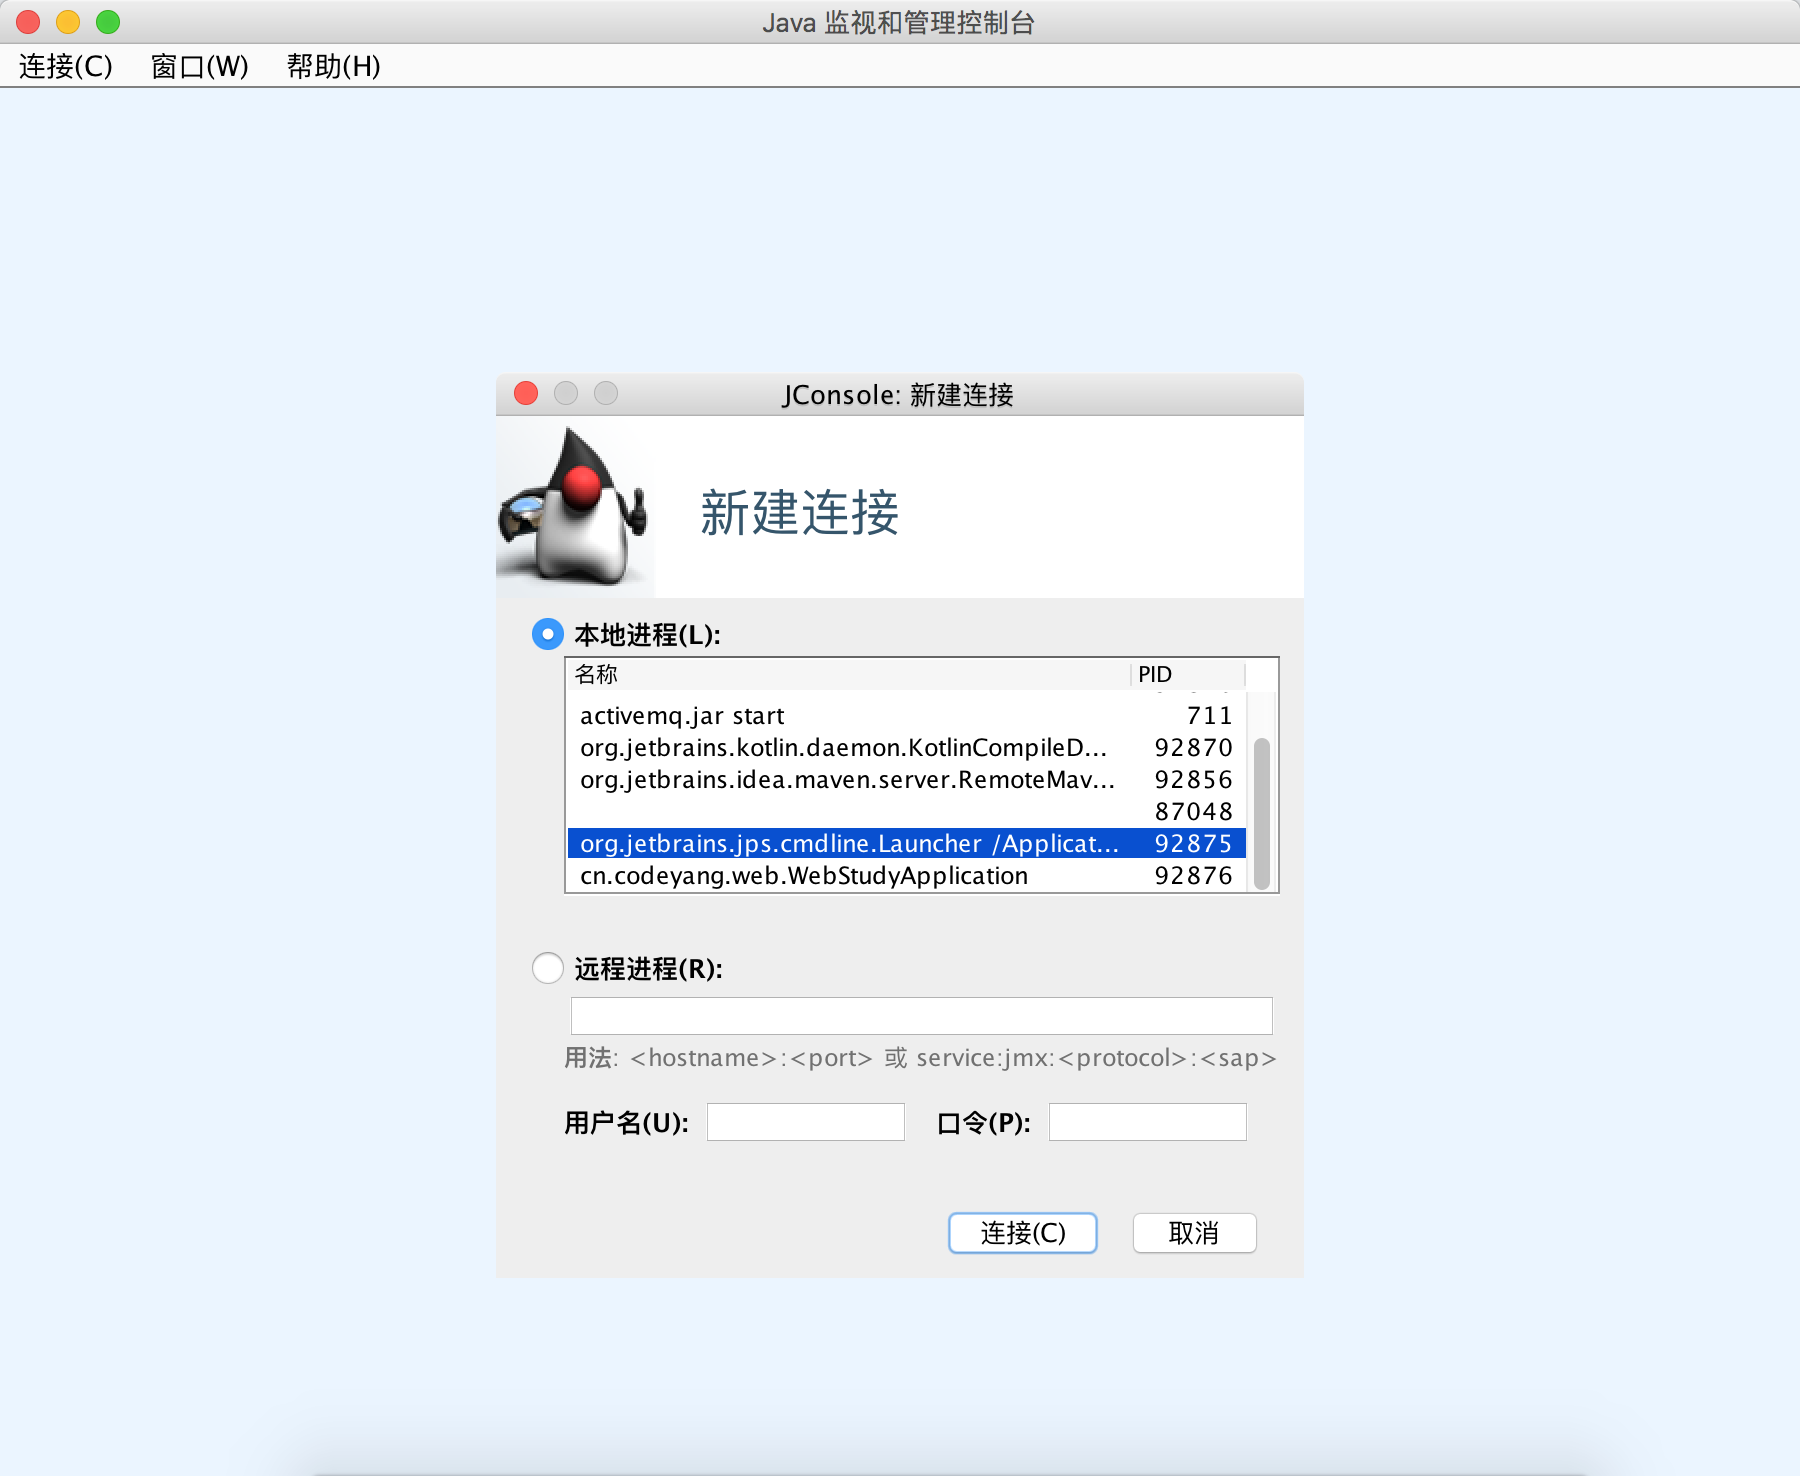 Java 监视和管理控制台
连接(C) 窗口(W) 帮助(H)
JConsole: 新建连接
新建连接
本地进程(L):
名称 PID
activemq.jar start 711
org.jetbrains.kotlin.daemon.KotlinCompileD... 92870
org.jetbrains.idea.maven.server.RemoteMav... 92856
87048
org.jetbrains.jps.cmdline.Launcher /Applicat... 92875
cn.codeyang.web.WebStudyApplication 92876
远程进程(R):
用法: <hostname>:<port> 或 service:jmx:<protocol>:<sap>
用户名(U): 口令(P):
连接(C) 取消